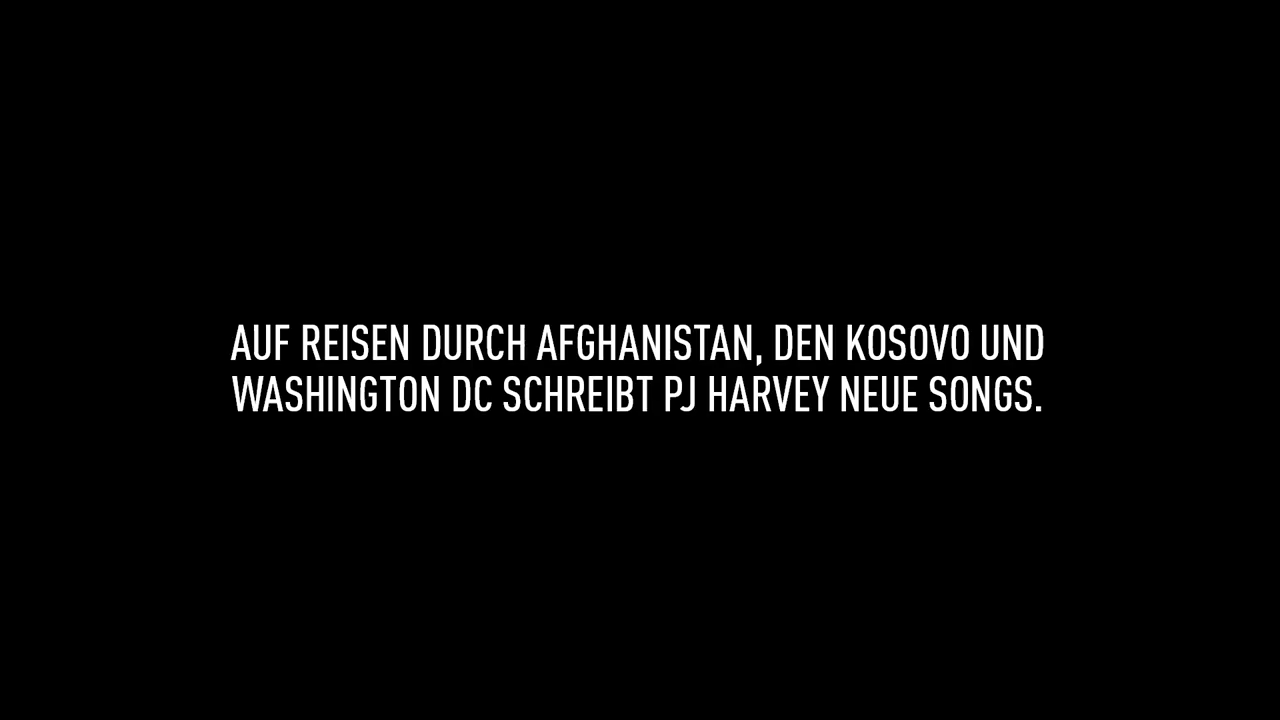 AUF REISEN DURCH AFGHANISTAN, DEN KOSOVO UND
WASHINGTON DC SCHREIBT PJ HARVEY NEUE SONGS.